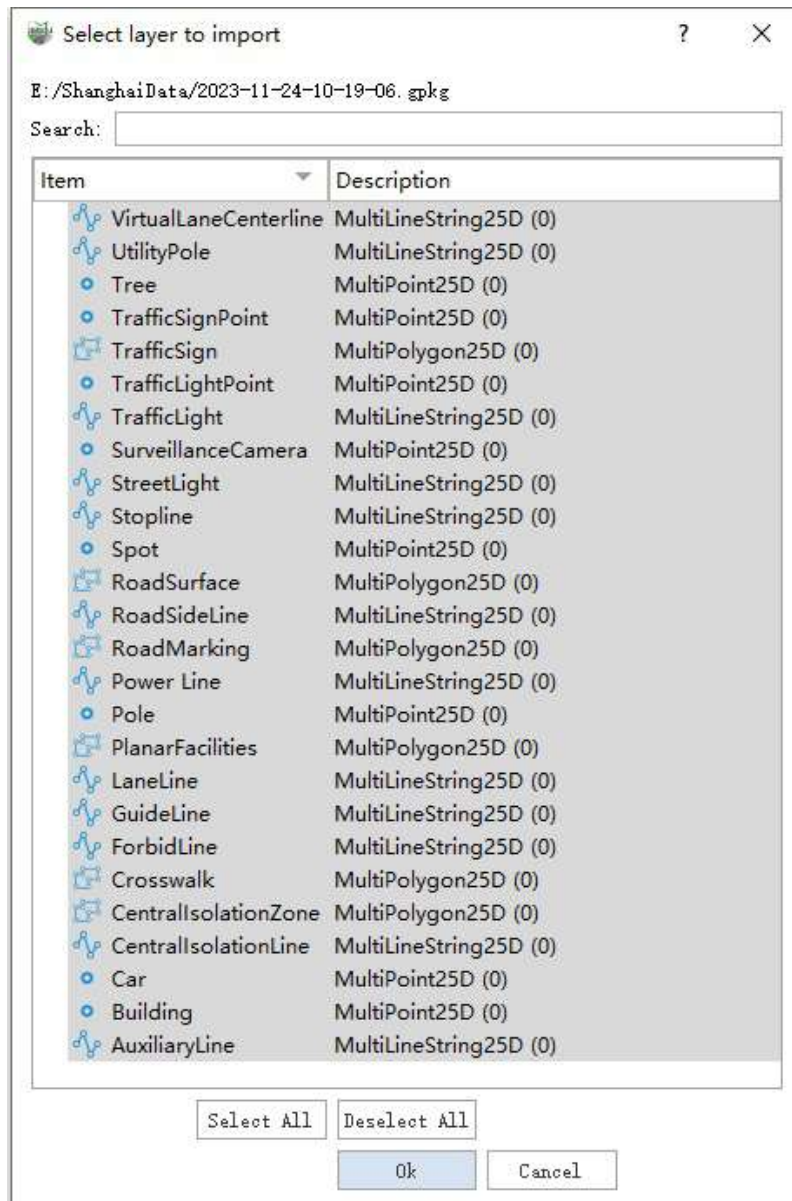 Select layer to import ? ×
E:/ShanghaiData/2023-11-24-10-19-06.gpkg
Search:
Item Description
VirtualLaneCenterline MultiLineString25D (0)
UtilityPole MultiLineString25D (0)
Tree MultiPoint25D (0)
TrafficSignPoint MultiPoint25D (0)
TrafficSign MultiPolygon25D (0)
TrafficLightPoint MultiPoint25D (0)
TrafficLight MultiLineString25D (0)
SurveillanceCamera MultiPoint25D (0)
StreetLight MultiLineString25D (0)
Stopline MultiLineString25D (0)
Spot MultiPoint25D (0)
RoadSurface MultiPolygon25D (0)
RoadSideLine MultiLineString25D (0)
RoadMarking MultiPolygon25D (0)
Power Line MultiLineString25D (0)
Pole MultiPoint25D (0)
PlanarFacilities MultiPolygon25D (0)
LaneLine MultiLineString25D (0)
GuideLine MultiLineString25D (0)
ForbidLine MultiLineString25D (0)
Crosswalk MultiPolygon25D (0)
CentralIsolationZone MultiPolygon25D (0)
CentralIsolationLine MultiLineString25D (0)
Car MultiPoint25D (0)
Building MultiPoint25D (0)
AuxiliaryLine MultiLineString25D (0)
Select All Deselect All
Ok Cancel